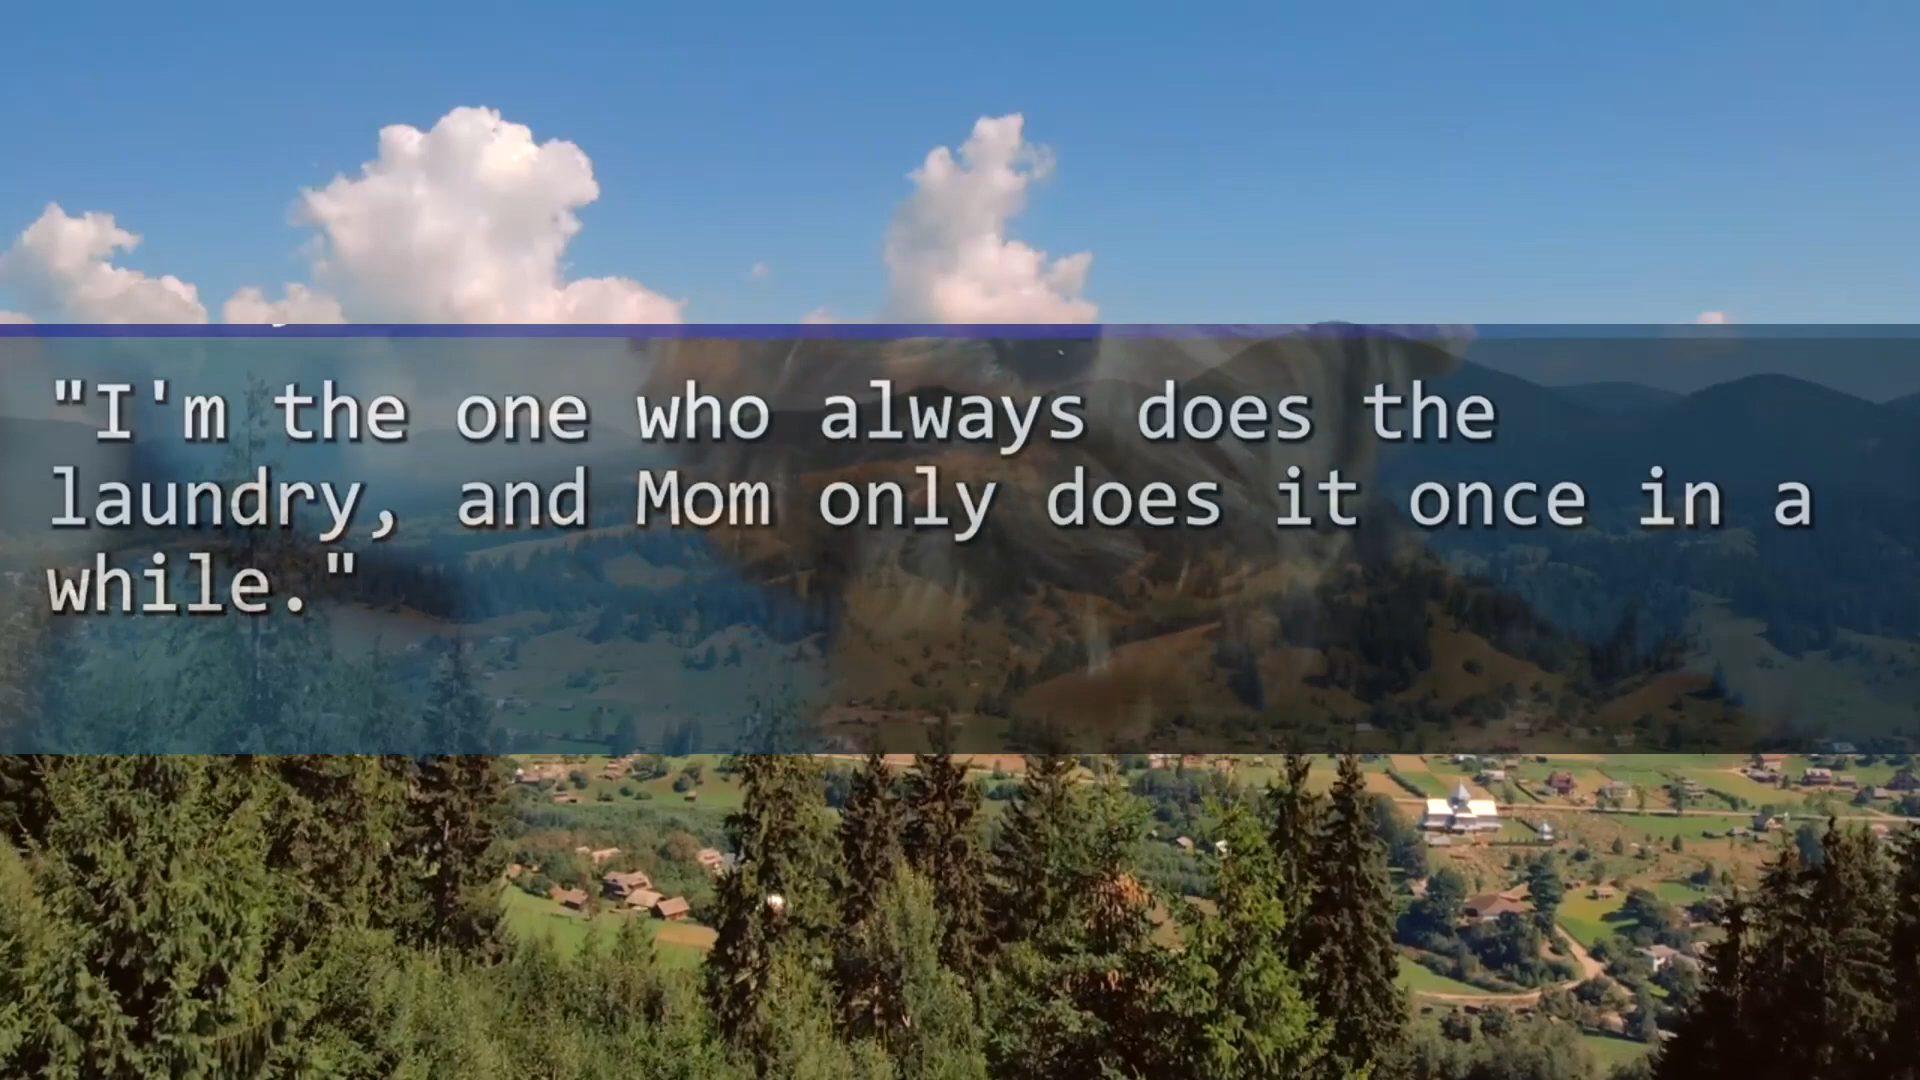 "I'm the one who always does the
laundry, and Mom only does it once in a
while."